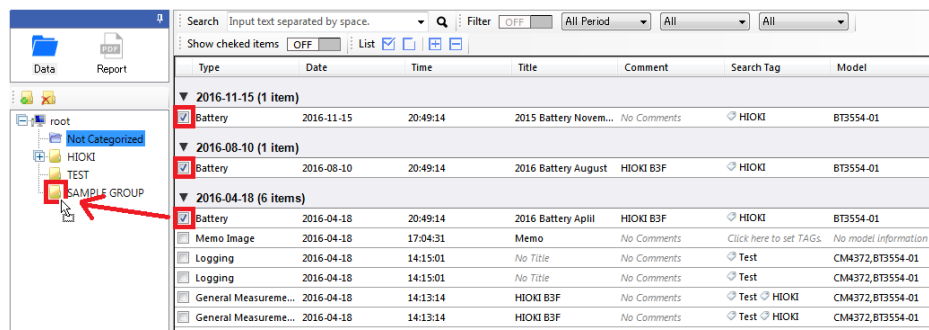 Search Input text separated by space. Filter OFF All Period All All
Show cheked items OFF List
Data Report
Type Date Time Title Comment Search Tag Model
root
Not Categorized
HIOKI
TEST
SAMPLE GROUP
2016-11-15 (1 item)
Battery 2016-11-15 20:49:14 2015 Battery Novem... No Comments HIOKI BT3554-01
2016-08-10 (1 item)
Battery 2016-08-10 20:49:14 2016 Battery August HIOKI B3F HIOKI BT3554-01
2016-04-18 (6 items)
Battery 2016-04-18 20:49:14 2016 Battery Aplil HIOKI B3F HIOKI BT3554-01
Memo Image 2016-04-18 17:04:31 Memo No Comments Click here to set TAGs. No model information
Logging 2016-04-18 14:15:01 No Title No Comments Test CM4372,BT3554-01
Logging 2016-04-18 14:15:01 No Title No Comments Test CM4372,BT3554-01
General Measureme... 2016-04-18 14:13:14 HIOKI B3F No Comments Test HIOKI CM4372,BT3554-01
General Measureme... 2016-04-18 14:13:14 HIOKI B3F No Comments Test HIOKI CM4372,BT3554-01
PDF